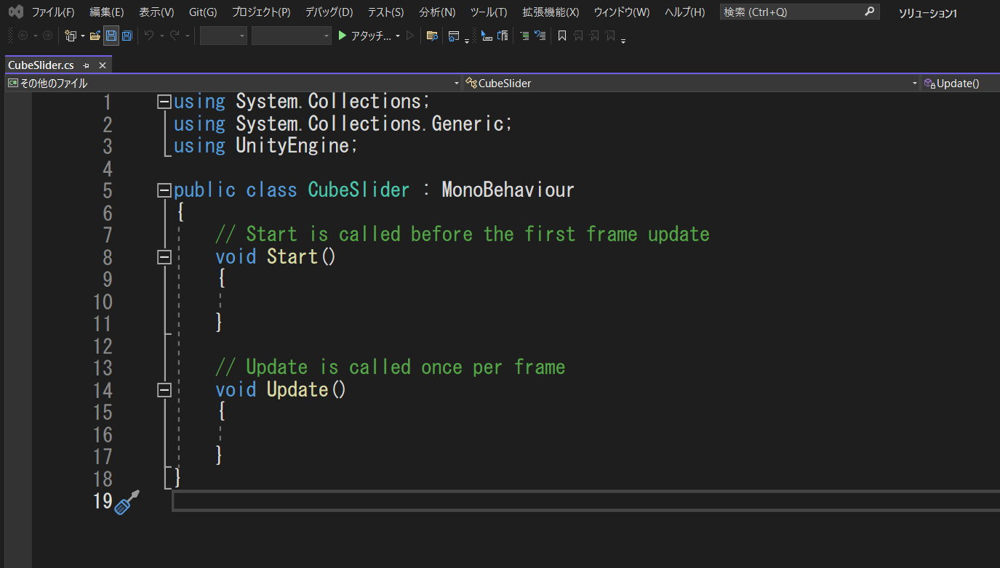 ファイル(F) 編集(E) 表示(V) Git(G) プロジェクト(P) デバッグ(D) テスト(S) 分析(N) ツール(T) 拡張機能(X) ウィンドウ(W) ヘルプ(H) 検索 (Ctrl+Q) ソリューション1
アタッチ...
CubeSlider.cs
C# その他のファイル CubeSlider Update()
1 using System.Collections;
2 using System.Collections.Generic;
3 using UnityEngine;
4
5 public class CubeSlider : MonoBehaviour
6 {
7 // Start is called before the first frame update
8 void Start()
9 {
10
11 }
12
13 // Update is called once per frame
14 void Update()
15 {
16
17 }
18 }
19